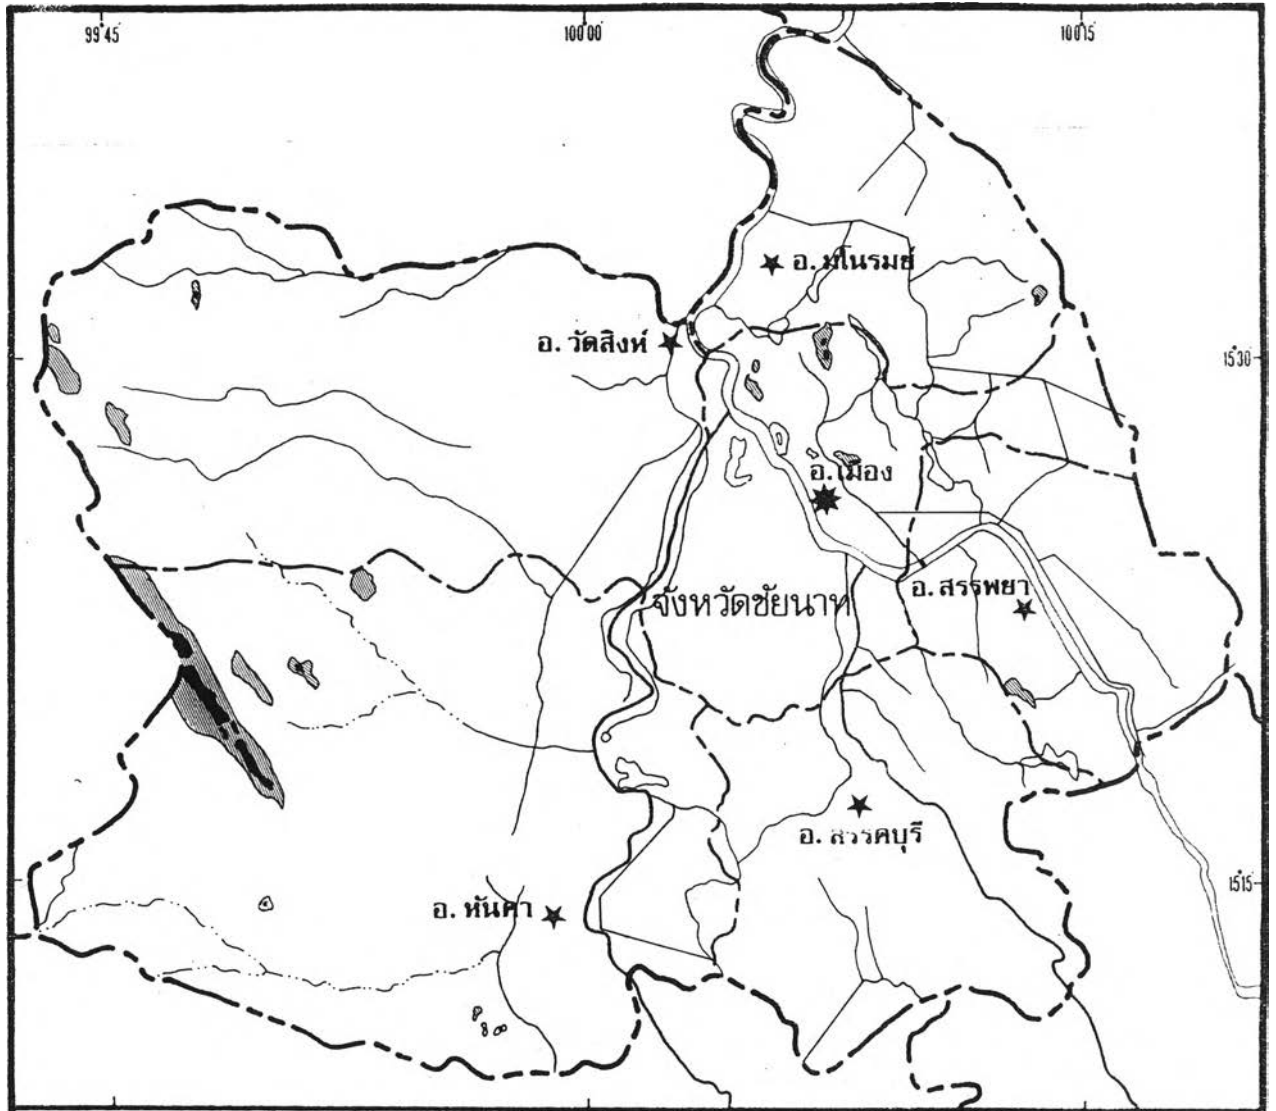 99°45
100°00
100°15
อ. มโนรมย์
อ. วัดสิงห์
15°30
อ. เมือง
อ. สรรพยา
จังหวัดชัยนาท
อ. สรรคบุรี
15°15
อ. หันคา